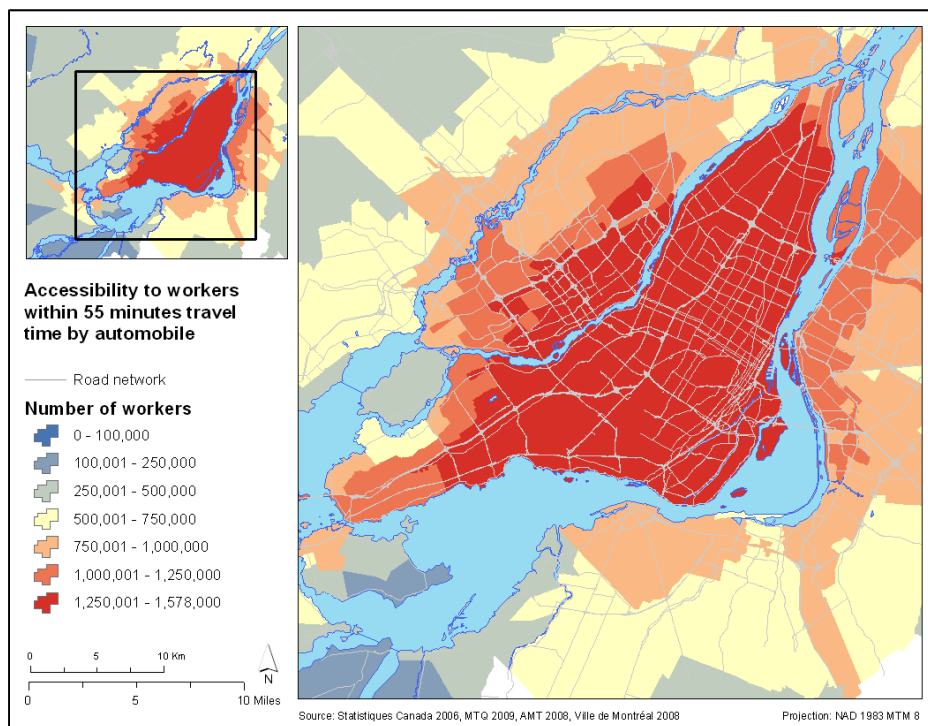 Accessibility to workers
within 55 minutes travel
time by automobile
Road network
Number of workers
0 - 100,000
100,001 - 250,000
250,001 - 500,000
500,001 - 750,000
750,001 - 1,000,000
1,000,001 - 1,250,000
1,250,001 - 1,578,000
0 5 10 Km
N
0 5 10 Miles
Source: Statistiques Canada 2006, MTQ 2009, AMT 2008, Ville de Montréal 2008
Projection: NAD 1983 MTM 8